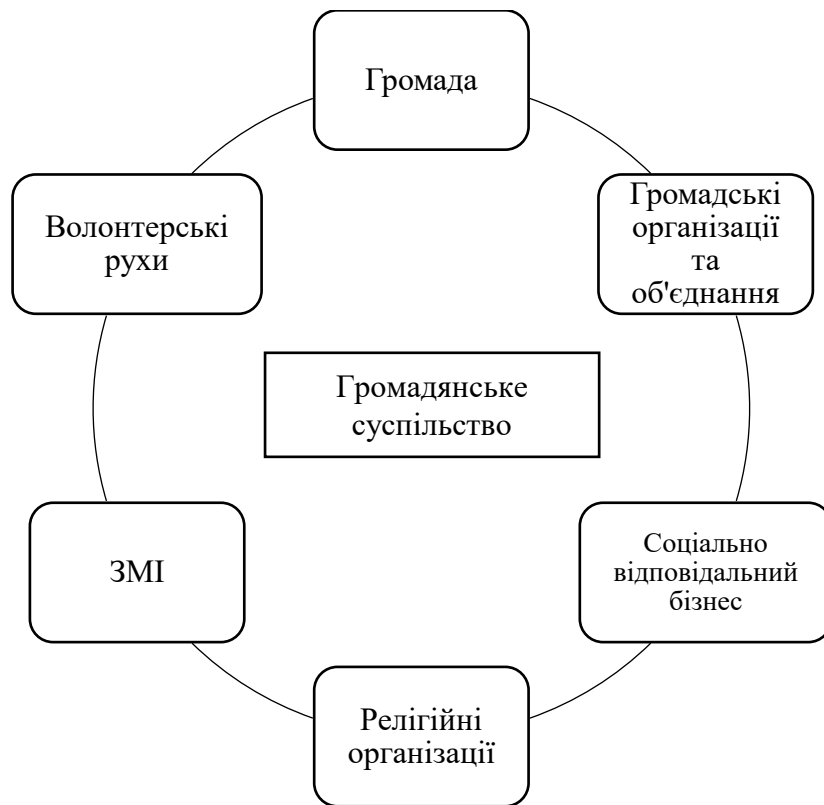 Громада
Громадські
організації
та
об'єднання
Волонтерські
рухи
Громадянське
суспільство
Соціально
відповідальний
бізнес
ЗМІ
Релігійні
організації